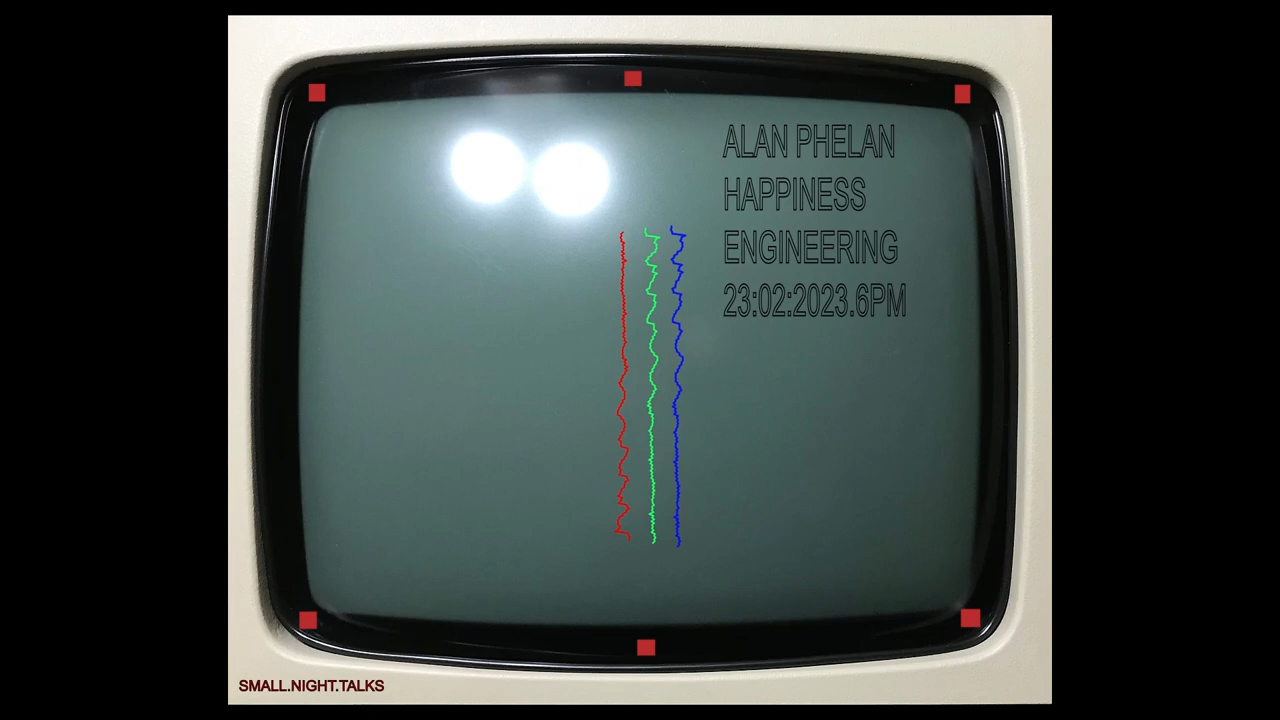 ALAN PHELAN
HAPPINESS
ENGINEERING
23:02:2023.6PM
SMALL.NIGHT.TALKS